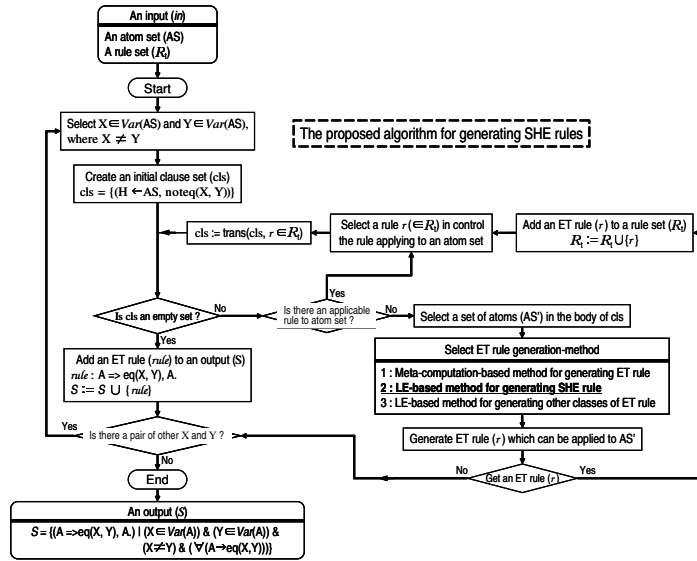 An input (in)
An atom set (AS)
A rule set (Rt)
Start
Select X∈Var(AS) and Y∈Var(AS),
where X ≠ Y
The proposed algorithm for generating SHE rules
Create an initial clause set (cls)
cls = {(H ←AS, noteq(X, Y))}
cls := trans(cls, r ∈Rt)
Select a rule r (∈Rt) in control
the rule applying to an atom set
Add an ET rule (r) to a rule set (Rt)
Rt := Rt ∪{r}
Is cls an empty set ?
No
Yes
Is there an applicable
rule to atom set ?
Yes
No
Select a set of atoms (AS') in the body of cls
Select ET rule generation-method
1 : Meta-computation-based method for generating ET rule
2 : LE-based method for generating SHE rule
3 : LE-based method for generating other classes of ET rule
Add an ET rule (rule) to an output (S)
rule : A => eq(X, Y), A.
S := S ∪ {rule}
Generate ET rule (r) which can be applied to AS'
Yes
Is there a pair of other X and Y ?
No
No
Get an ET rule (r)
Yes
End
An output (S)
S = {(A =>eq(X, Y), A.) | (X∈Var(A)) & (Y∈Var(A)) &
(X≠Y) & (∀(A→eq(X,Y)))}